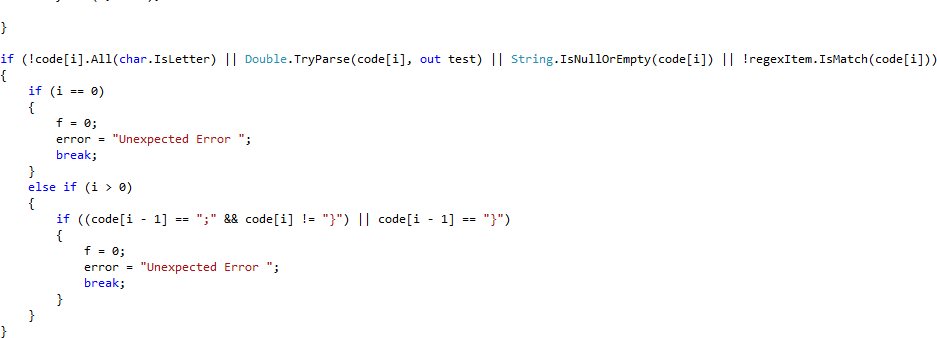 }
if (!code[i].All(char.IsLetter) || Double.TryParse(code[i], out test) || String.IsNullOrEmpty(code[i]) || !regexItem.IsMatch(code[i]))
{
if (i == 0)
{
f = 0;
error = "Unexpected Error ";
break;
}
else if (i > 0)
{
if ((code[i - 1] == ";" && code[i] != "}") || code[i - 1] == "}")
{
f = 0;
error = "Unexpected Error ";
break;
}
}
}